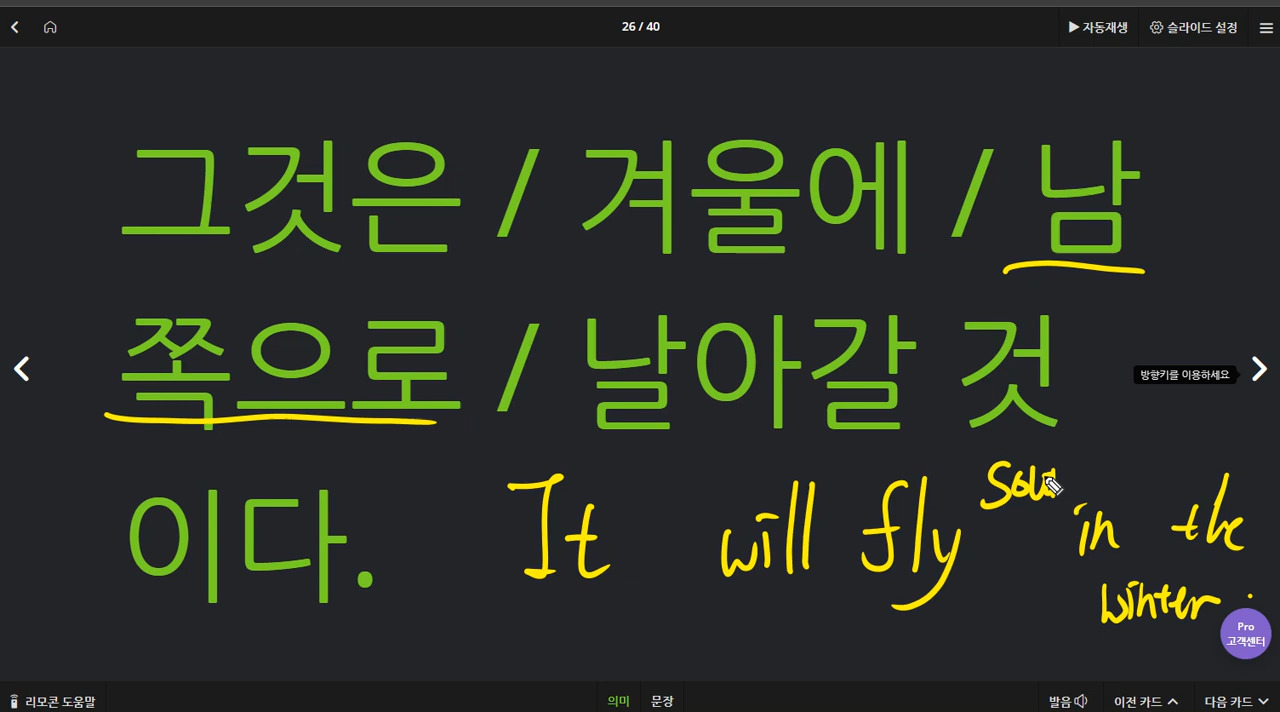 26 / 40
▶ 자동재생
슬라이드 설정
그것은 / 겨울에 / 남
쪽으로 / 날아갈 것
이다.
방향키를 이용하세요
sou
It will fly in the
winter.
Pro
고객센터
리모콘 도움말
의미
문장
발음
이전 카드
다음 카드